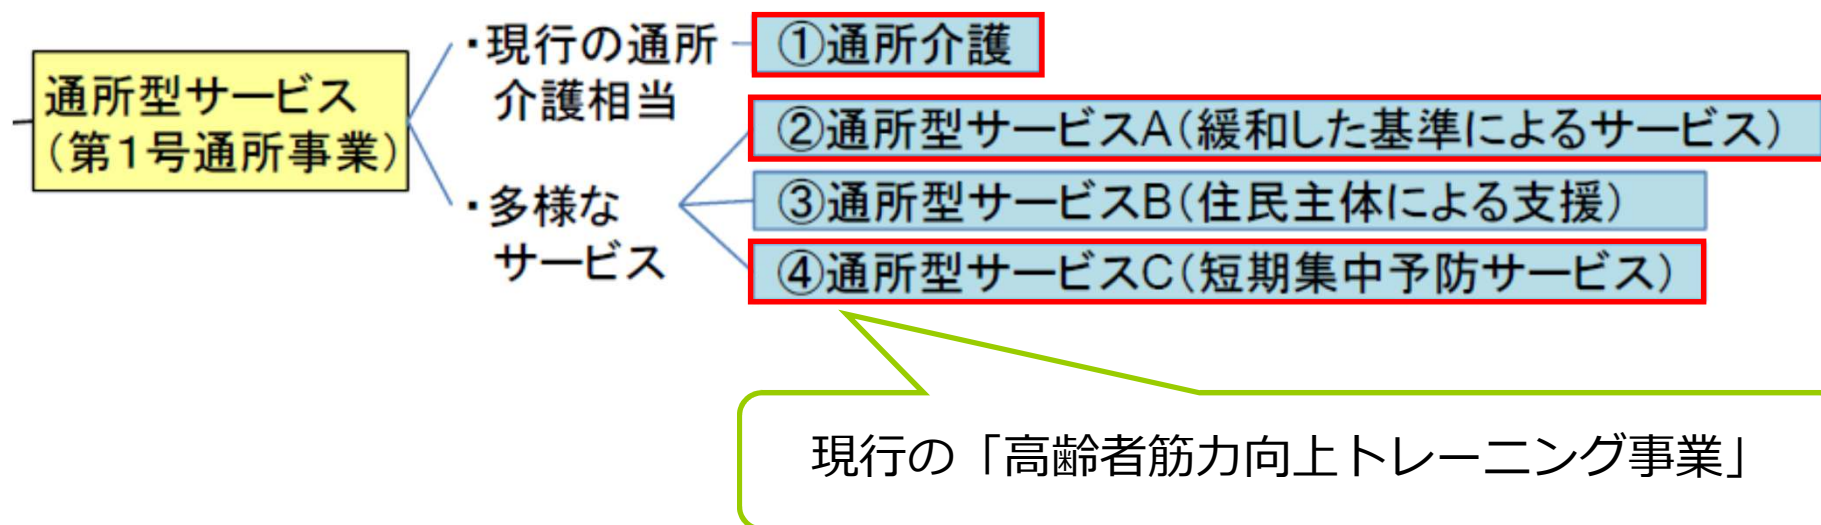 通所型サービス
(第1号通所事業)
・現行の通所
介護相当
・多様な
サービス
①通所介護
②通所型サービスA(緩和した基準によるサービス)
③通所型サービスB(住民主体による支援)
④通所型サービスC(短期集中予防サービス)
現行の「高齢者筋力向上トレーニング事業」